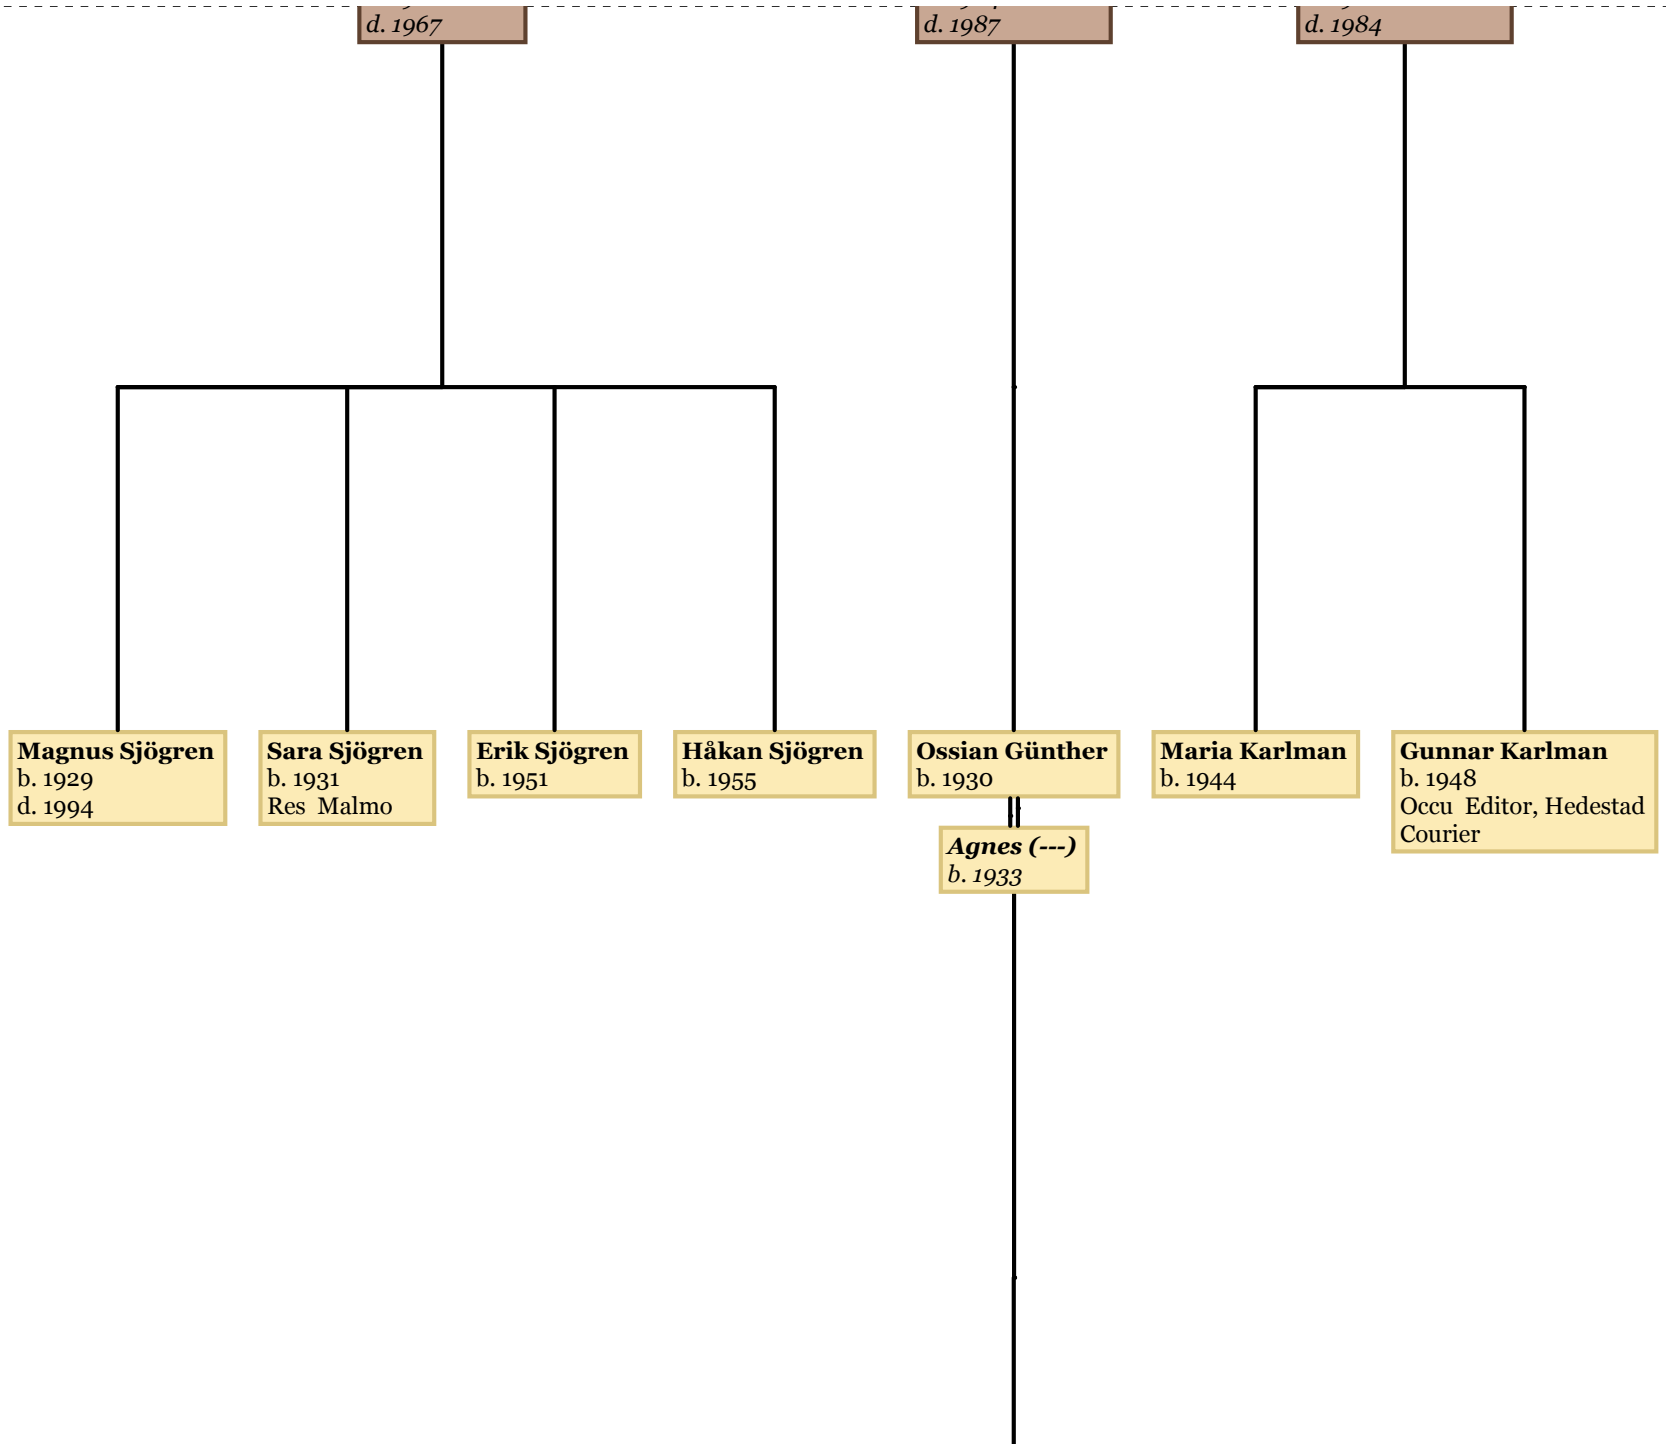 d. 1967
d. 1987
d. 1984
Magnus Sjögren
b. 1929
d. 1994
Sara Sjögren
b. 1931
Res  Malmo
Erik Sjögren
b. 1951
Håkan Sjögren
b. 1955
Ossian Günther
b. 1930
Agnes (---)
b. 1933
Maria Karlman
b. 1944
Gunnar Karlman
b. 1948
Occu  Editor, Hedestad
Courier